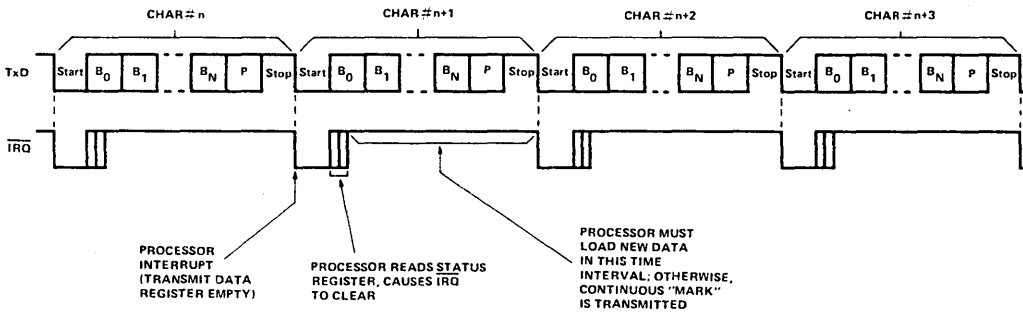 CHAR#n CHAR#n+1 CHAR#n+2 CHAR#n+3
TxD Start B0 B1 BN P Stop Start B0 B1 BN P Stop Start B0 B1 BN P Stop Start B0 B1 BN P Stop
IRQ
PROCESSOR
INTERRUPT
(TRANSMIT DATA
REGISTER EMPTY)
PROCESSOR READS STATUS
REGISTER, CAUSES IRQ
TO CLEAR
PROCESSOR MUST
LOAD NEW DATA
IN THIS TIME
INTERVAL; OTHERWISE,
CONTINUOUS "MARK"
IS TRANSMITTED